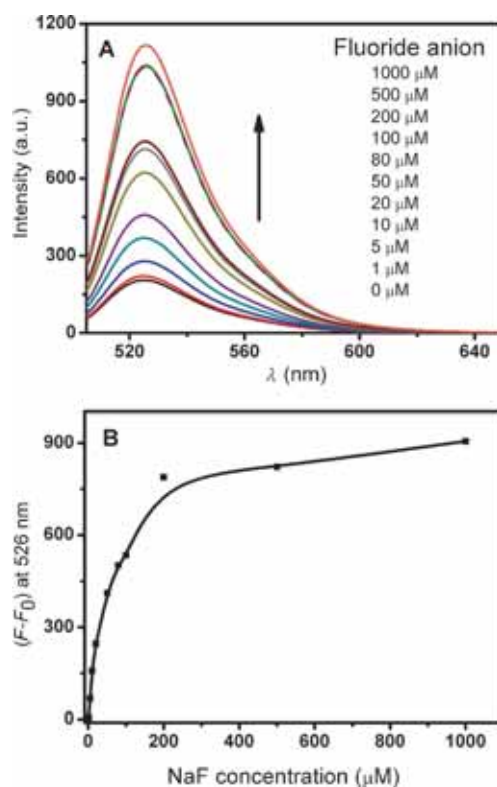 A
Fluoride anion
1000 μM
500 μM
200 μM
100 μM
80 μM
50 μM
20 μM
10 μM
5 μM
1 μM
0 μM
Intensity (a.u.)
1200
900
600
300
0
520
560
600
640
λ (nm)
B
(F-F0) at 526 nm
900
600
300
0
0
200
400
600
800
1000
NaF concentration (μM)